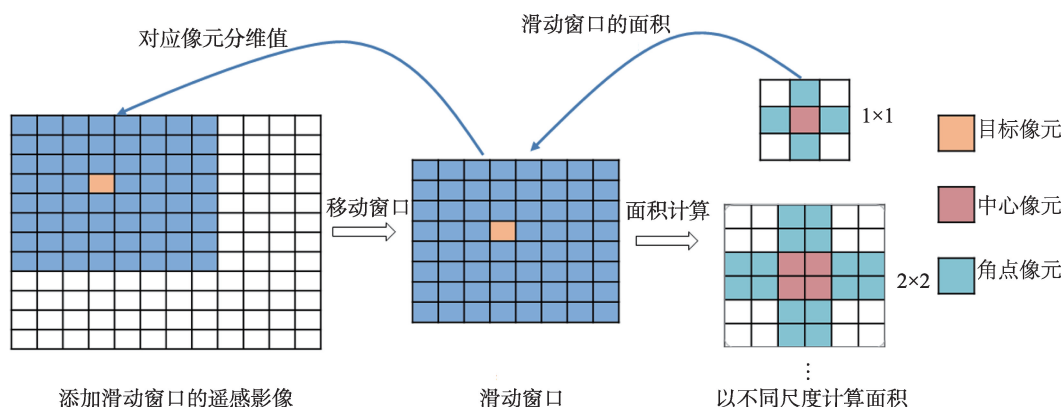 对应像元分维值
滑动窗口的面积
1×1
目标像元
移动窗口
面积计算
中心像元
2×2
角点像元
⋮
添加滑动窗口的遥感影像
滑动窗口
以不同尺度计算面积